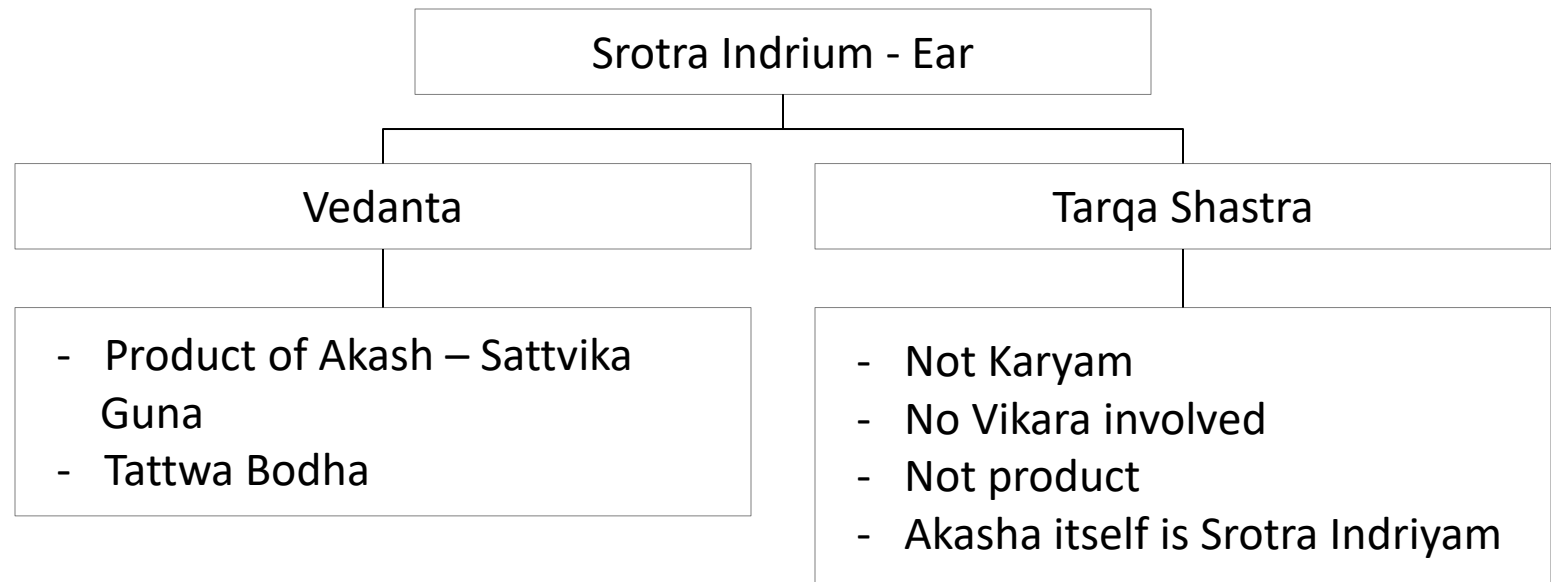 Srotra Indrium - Ear
Vedanta
Tarqa Shastra
- Product of Akash – Sattvika
Guna
- Tattwa Bodha
- Not Karyam
- No Vikara involved
- Not product
- Akasha itself is Srotra Indriyam